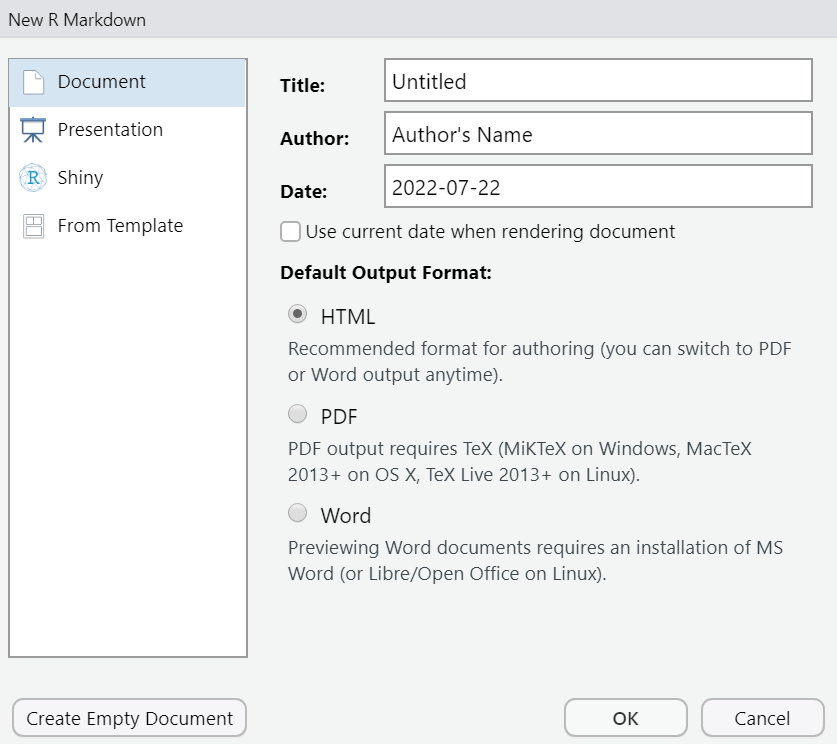 New R Markdown
Document
Presentation
R Shiny
From Template
Title: Untitled
Author: Author's Name
Date: 2022-07-22
Use current date when rendering document
Default Output Format:
HTML
Recommended format for authoring (you can switch to PDF
or Word output anytime).
PDF
PDF output requires TeX (MiKTeX on Windows, MacTeX
2013+ on OS X, TeX Live 2013+ on Linux).
Word
Previewing Word documents requires an installation of MS
Word (or Libre/Open Office on Linux).
Create Empty Document OK Cancel